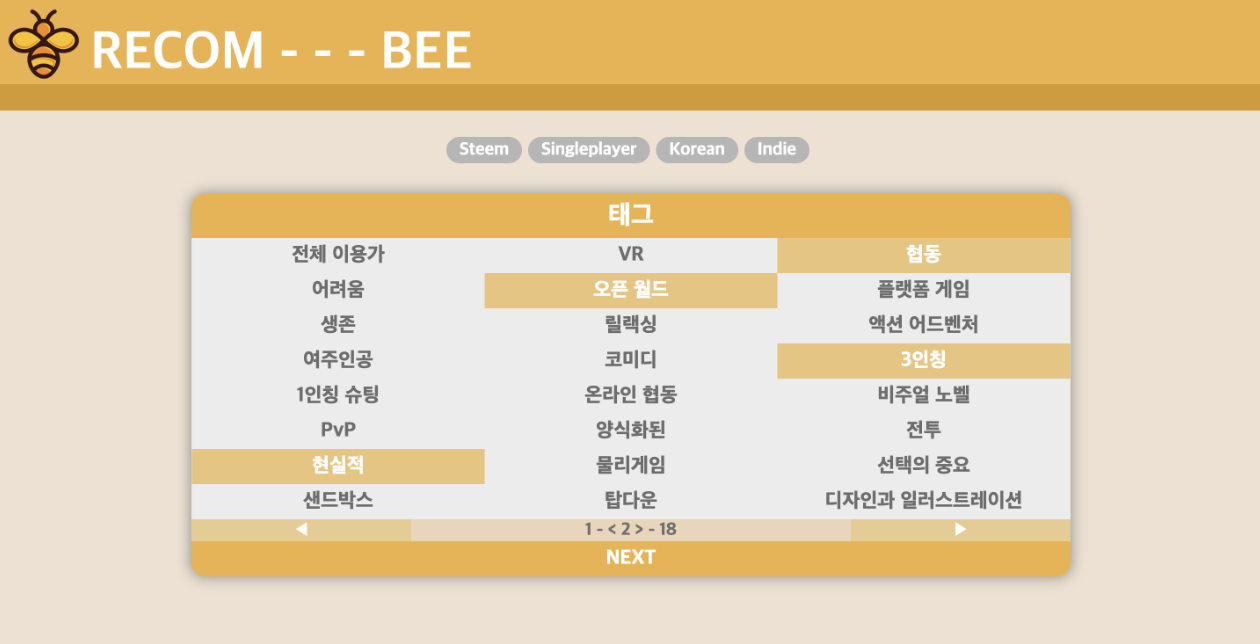 RECOM - - - BEE
Steem Singleplayer Korean Indie
태그
전체 이용가 VR 협동
어려움 오픈 월드 플랫폼 게임
생존 릴랙싱 액션 어드벤처
여주인공 코미디 3인칭
1인칭 슈팅 온라인 협동 비주얼 노벨
PvP 양식화된 전투
현실적 물리게임 선택의 중요
샌드박스 탑다운 디자인과 일러스트레이션
◀ 1 - < 2 > - 18 ▶
NEXT